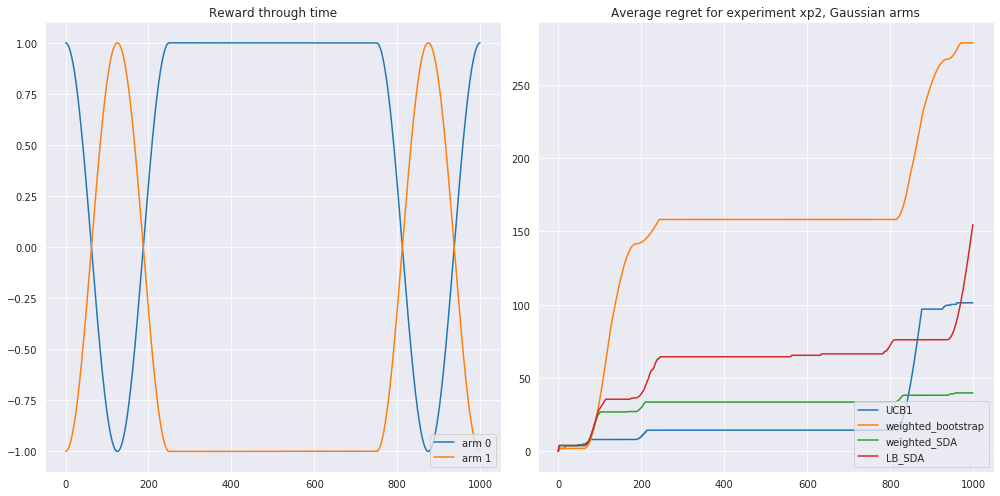 Reward through time
1.00
0.75
0.50
0.25
0.00
−0.25
−0.50
−0.75
−1.00
0 200 400 600 800 1000
arm 0
arm 1
Average regret for experiment xp2, Gaussian arms
250
200
150
100
50
0
0 200 400 600 800 1000
UCB1
weighted_bootstrap
weighted_SDA
LB_SDA